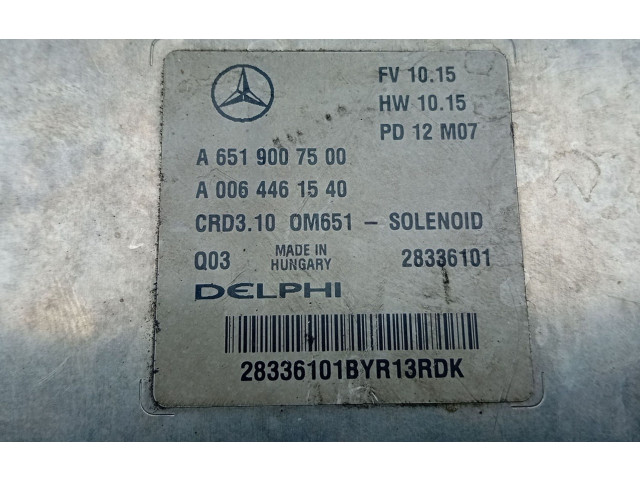 FV 10.15
HW 10.15
PD 12 M07
A 651 900 75 00
A 006 446 15 40
CRD3.10 OM651 - SOLENOID
Q03 MADE IN HUNGARY 28336101
DELPHI
28336101BYR13RDK